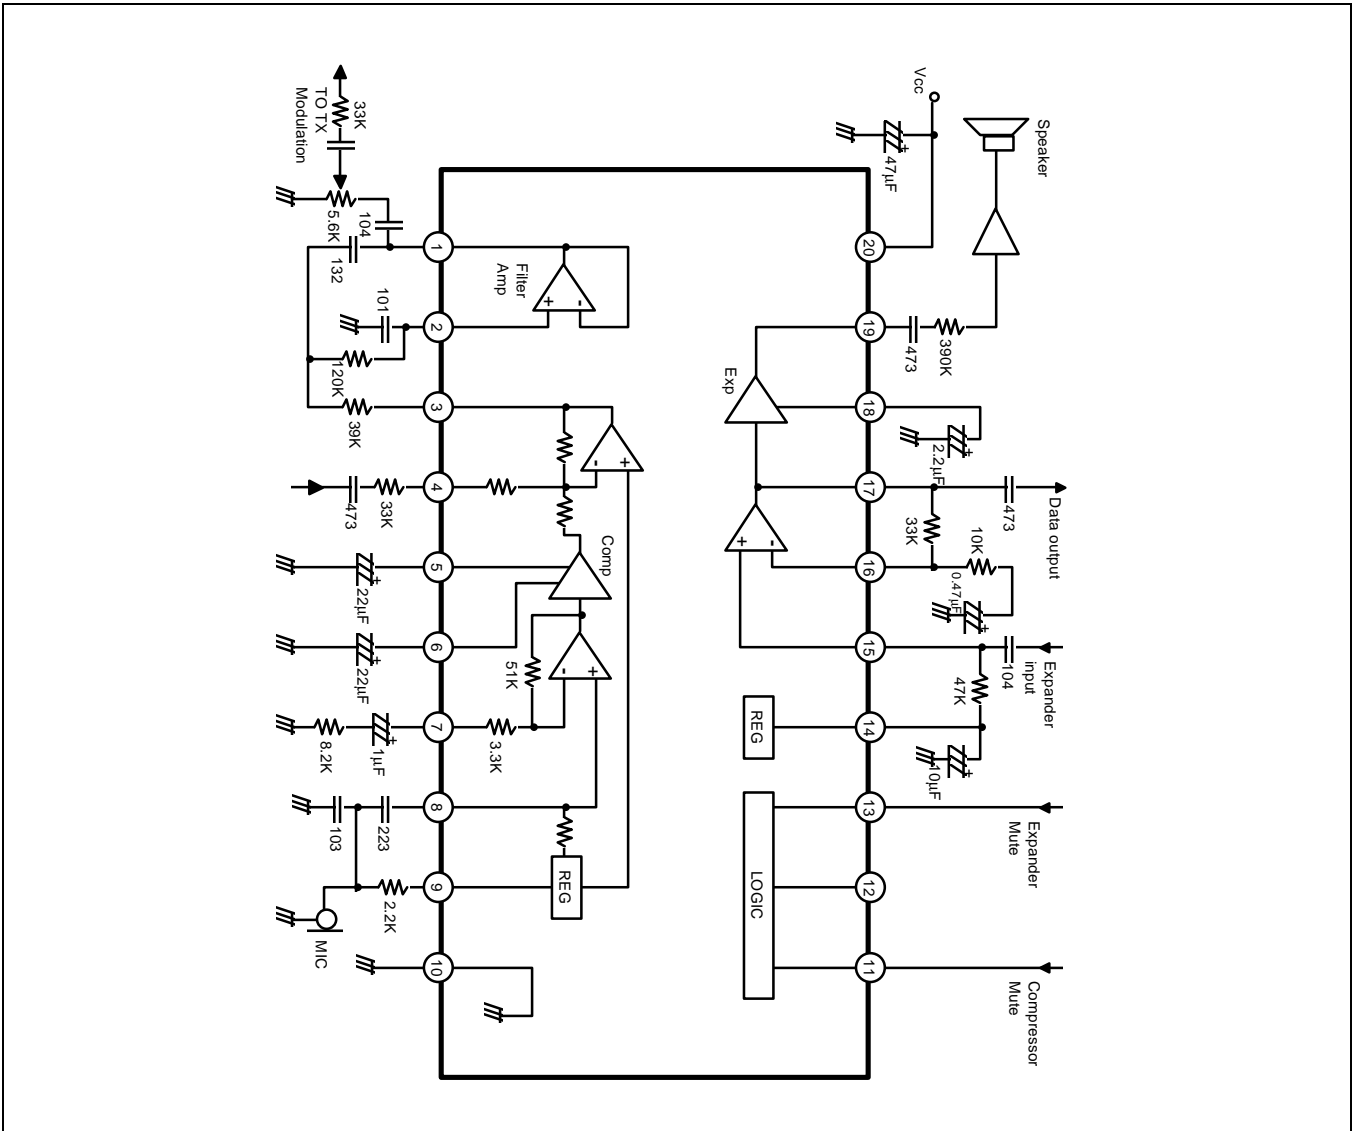 Vcc
Speaker
47µF
+
33K
TO TX
Modulation
5.6K
104
132
101
120K
39K
473
33K
22µF
+
22µF
+
8.2K
1µF
+
103
223
2.2K
MIC
1
2
3
4
5
6
7
8
9
10
Filter
Amp
+
-
-
+
Comp
51K
-
+
3.3K
REG
20
19
18
17
16
15
14
13
12
11
Exp
+
-
REG
LOGIC
473
390K
2.2µF
+
473
Data output
33K
10K
0.47µF
+
104
Expander
input
47K
10µF
+
Expander
Mute
Compressor
Mute